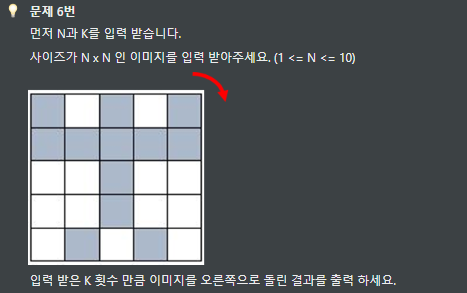 문제 6번
먼저 N과 K를 입력 받습니다.
사이즈가 N x N 인 이미지를 입력 받아주세요. (1 <= N <= 10)
입력 받은 K 횟수 만큼 이미지를 오른쪽으로 돌린 결과를 출력 하세요.